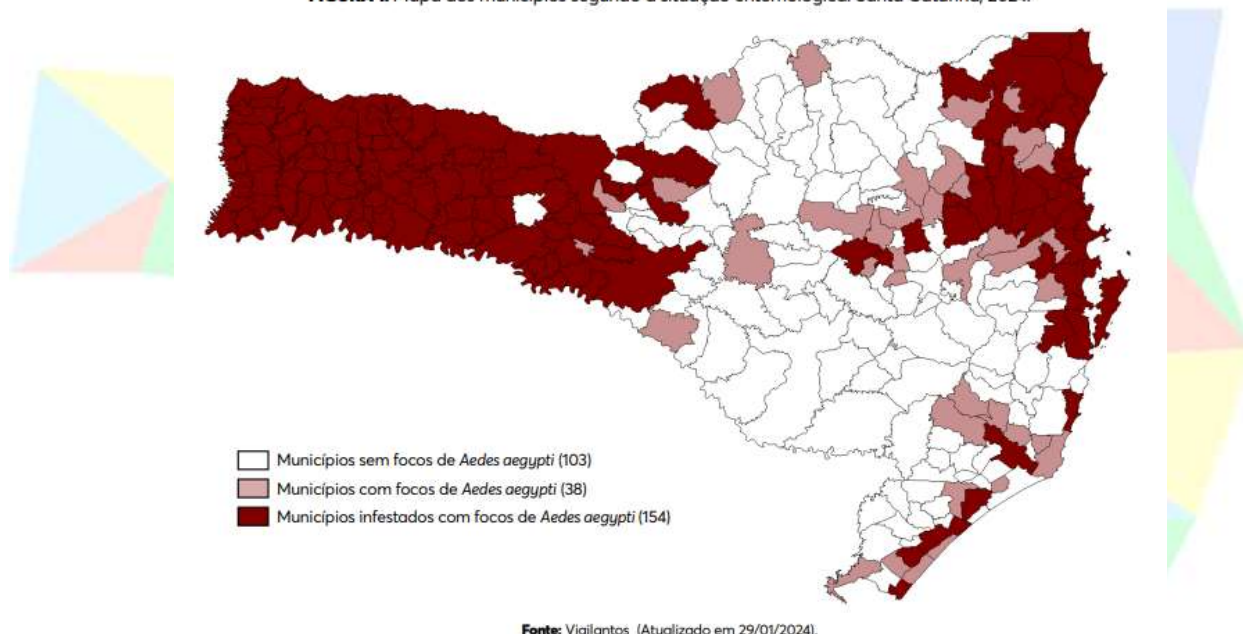 Municípios sem focos de Aedes aegypti (103)
Municípios com focos de Aedes aegypti (38)
Municípios infestados com focos de Aedes aegypti (154)
Fonte: Vigilantos (Atualizado em 29/01/2024).